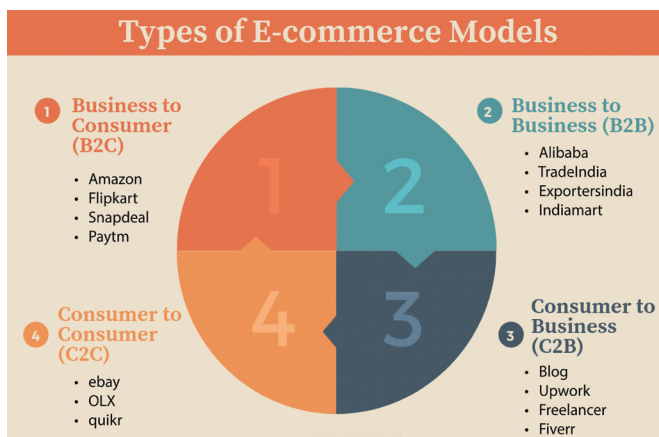 Types of E-commerce Models
1
Business to
Consumer
(B2C)
• Amazon
• Flipkart
• Snapdeal
• Paytm
2
Business to
Business (B2B)
• Alibaba
• TradeIndia
• Exportersindia
• Indiamart
1
2
4
3
4
Consumer to
Consumer
(C2C)
• ebay
• OLX
• quikr
3
Consumer to
Business
(C2B)
• Blog
• Upwork
• Freelancer
• Fiverr